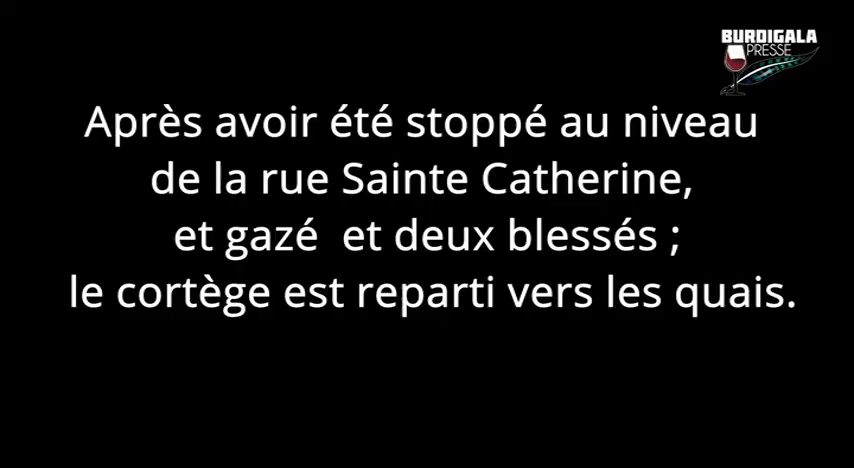 BURDIGALA
PRESSE
Après avoir été stoppé au niveau
de la rue Sainte Catherine,
et gazé  et deux blessés ;
le cortège est reparti vers les quais.